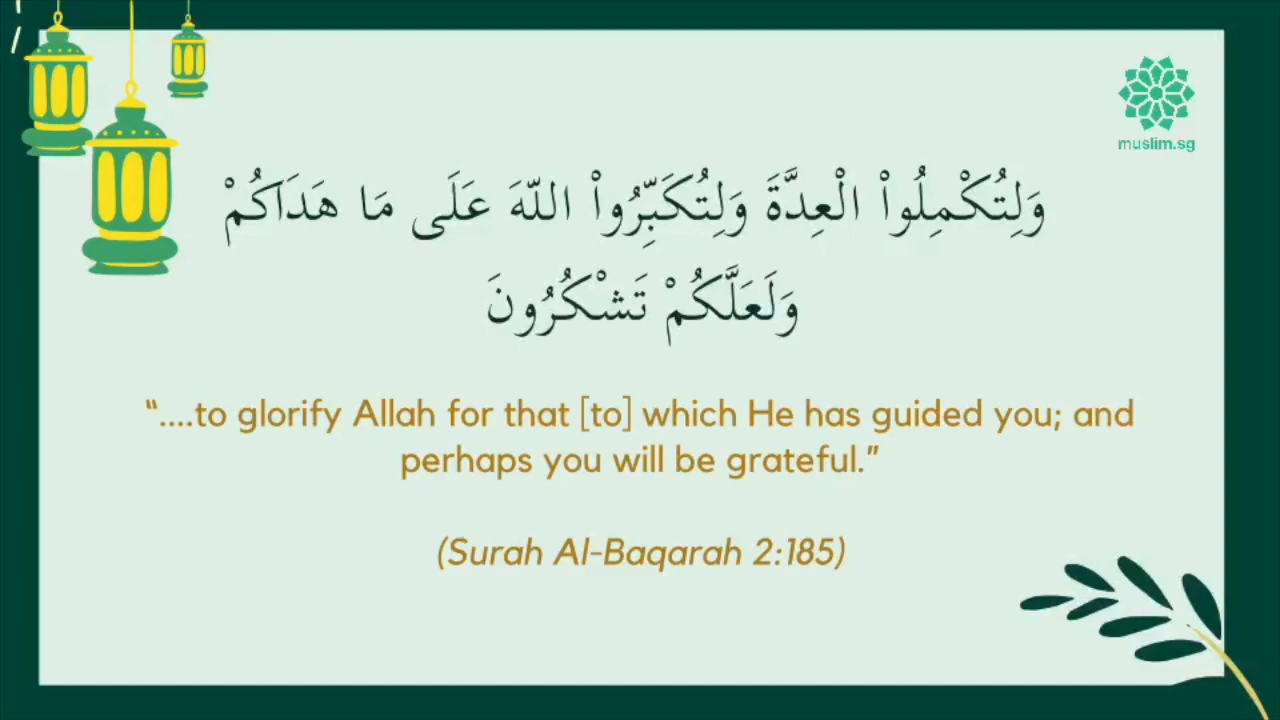 muslim.sg
وَلِتُكْمِلُواْ الْعِدَّةَ وَلِتُكَبِّرُواْ اللّهَ عَلَى مَا هَدَاكُمْ
وَلَعَلَّكُمْ تَشْكُرُونَ
“....to glorify Allah for that [to] which He has guided you; and
perhaps you will be grateful.”
(Surah Al-Baqarah 2:185)